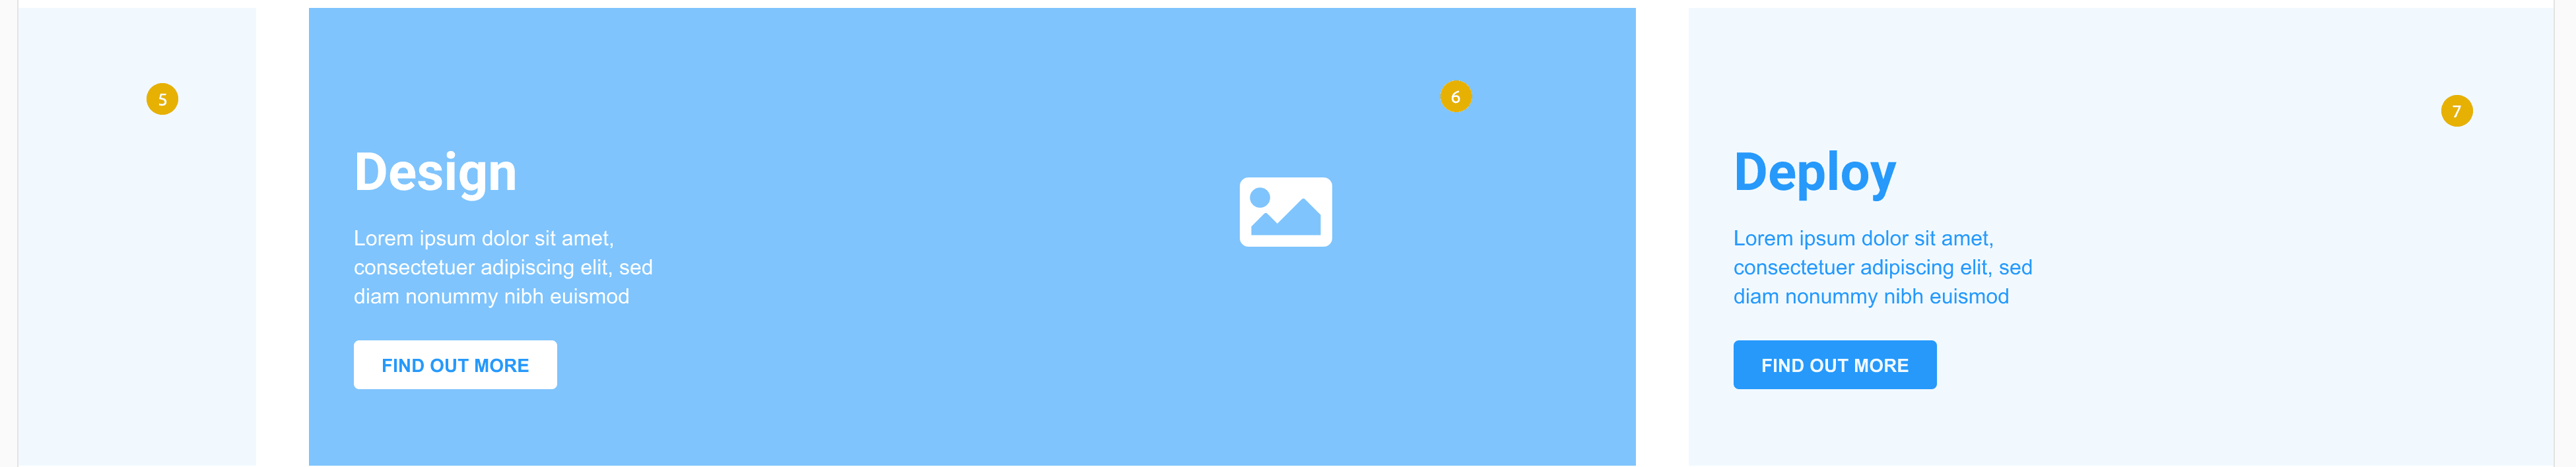 5
6
Design
Lorem ipsum dolor sit amet,
consectetuer adipiscing elit, sed
diam nonummy nibh euismod
FIND OUT MORE
7
Deploy
Lorem ipsum dolor sit amet,
consectetuer adipiscing elit, sed
diam nonummy nibh euismod
FIND OUT MORE